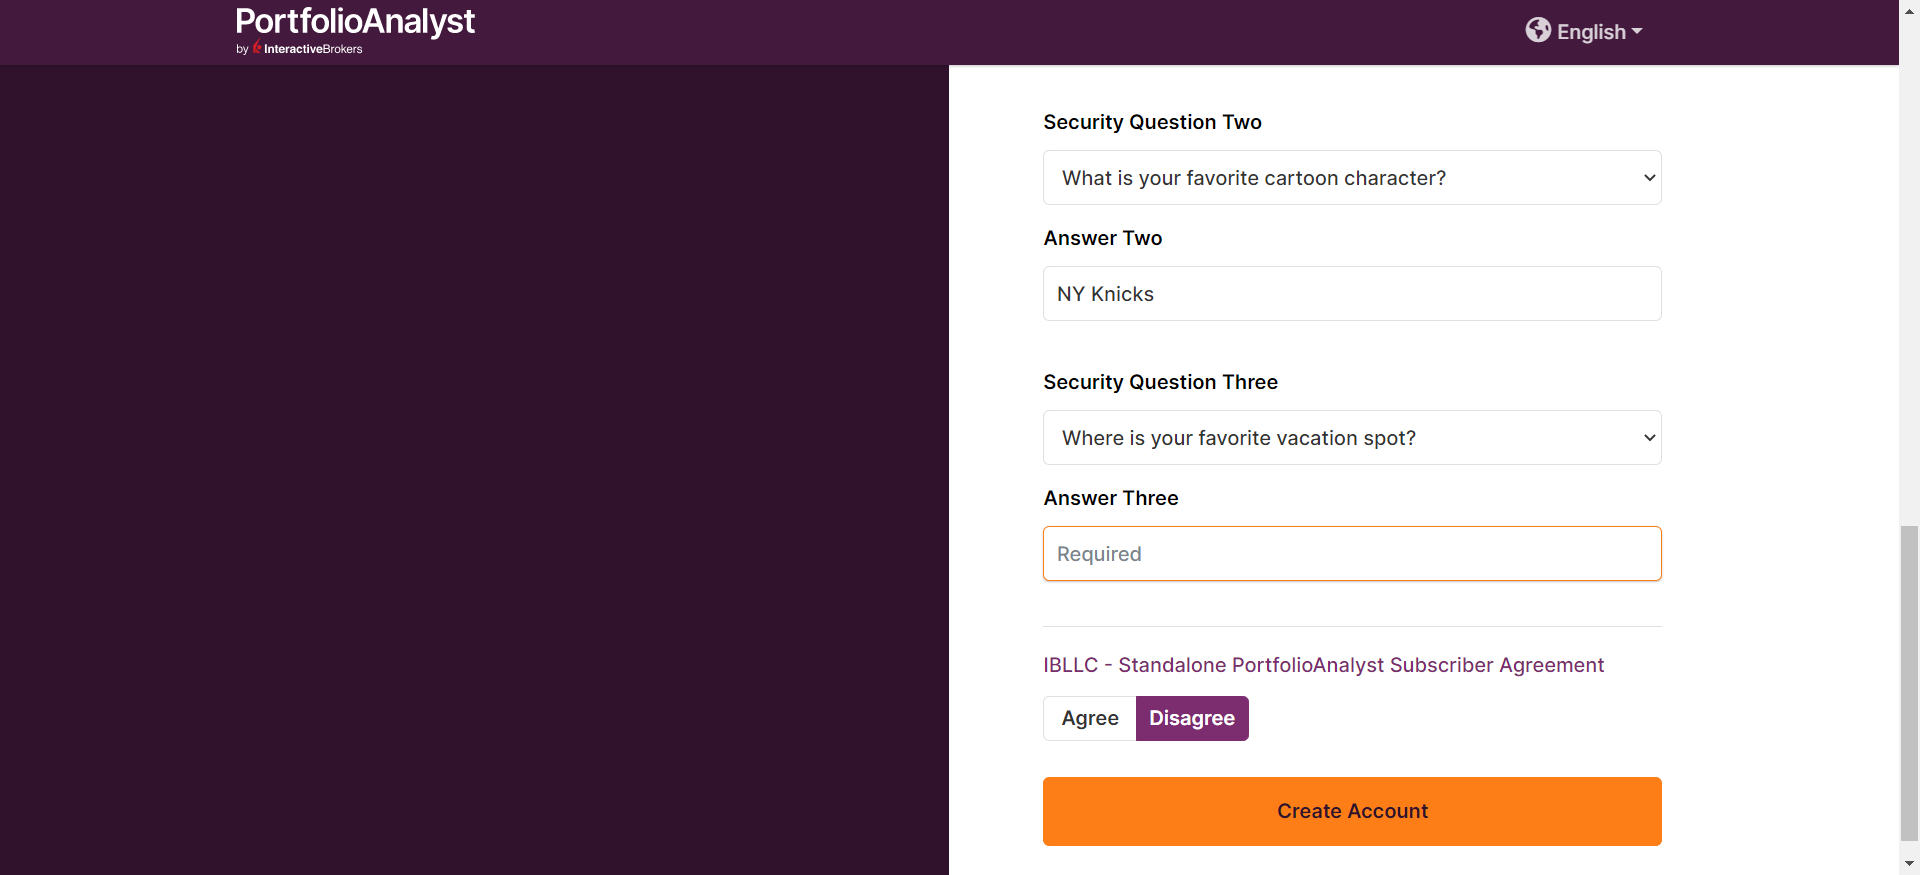 PortfolioAnalyst
by InteractiveBrokers
English
Security Question Two
What is your favorite cartoon character?
Answer Two
NY Knicks
Security Question Three
Where is your favorite vacation spot?
Answer Three
Required
IBLLC - Standalone PortfolioAnalyst Subscriber Agreement
Agree Disagree
Create Account